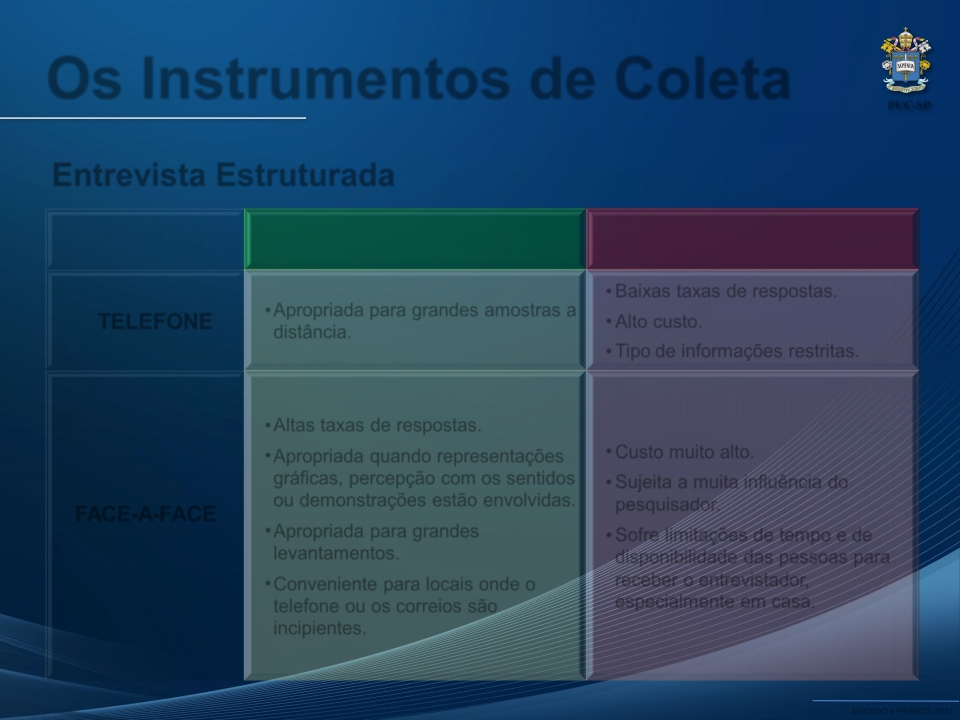 Os Instrumentos de Coleta
SAPIENTIA
PUC-SP
Entrevista Estruturada
TELEFONE
•Apropriada para grandes amostras a
distância.
•Baixas taxas de respostas.
•Alto custo.
•Tipo de informações restritas.
FACE-A-FACE
•Altas taxas de respostas.
•Apropriada quando representações
gráficas, percepção com os sentidos
ou demonstrações estão envolvidas.
•Apropriada para grandes
levantamentos.
•Conveniente para locais onde o
telefone ou os correios são
incipientes.
•Custo muito alto.
•Sujeita a muita influência do
pesquisador.
•Sofre limitações de tempo e de
disponibilidade das pessoas para
receber o entrevistador,
especialmente em casa.